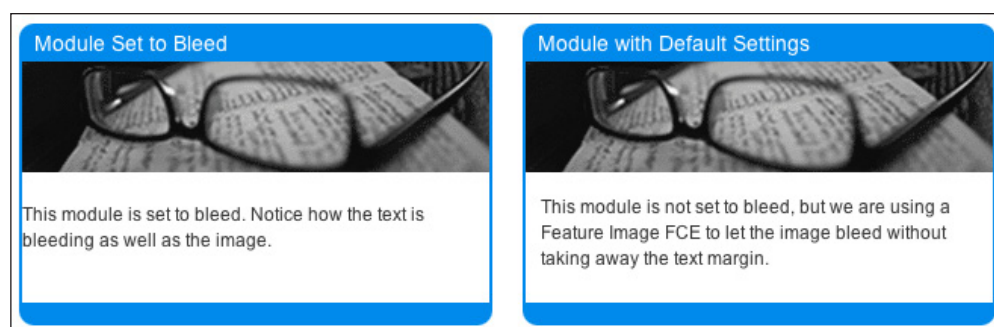 Module Set to Bleed
This module is set to bleed. Notice how the text is
bleeding as well as the image.
Module with Default Settings
This module is not set to bleed, but we are using a
Feature Image FCE to let the image bleed without
taking away the text margin.